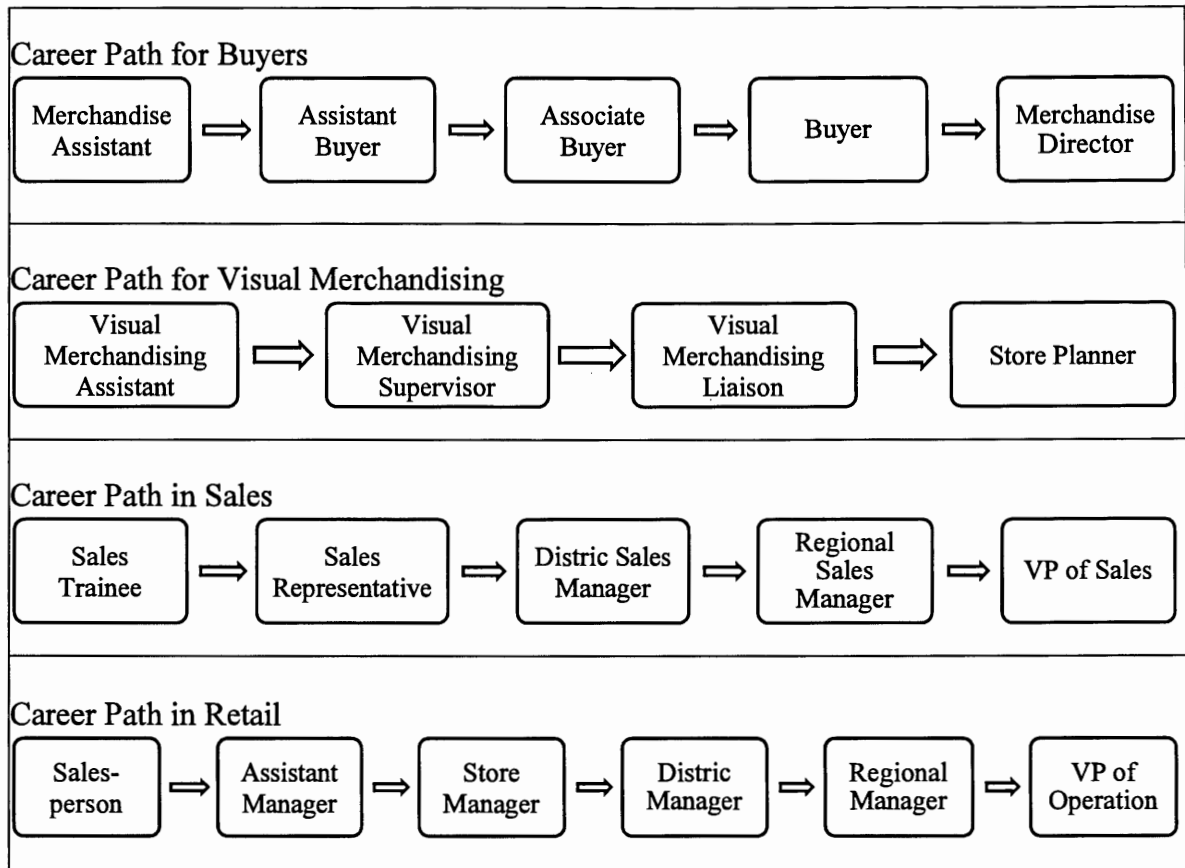 Career Path for Buyers
Merchandise
Assistant
Assistant
Buyer
Associate
Buyer
Buyer
Merchandise
Director
Career Path for Visual Merchandising
Visual
Merchandising
Assistant
Visual
Merchandising
Supervisor
Visual
Merchandising
Liaison
Store Planner
Career Path in Sales
Sales
Trainee
Sales
Representative
Distric Sales
Manager
Regional
Sales
Manager
VP of Sales
Career Path in Retail
Sales-
person
Assistant
Manager
Store
Manager
Distric
Manager
Regional
Manager
VP of
Operation